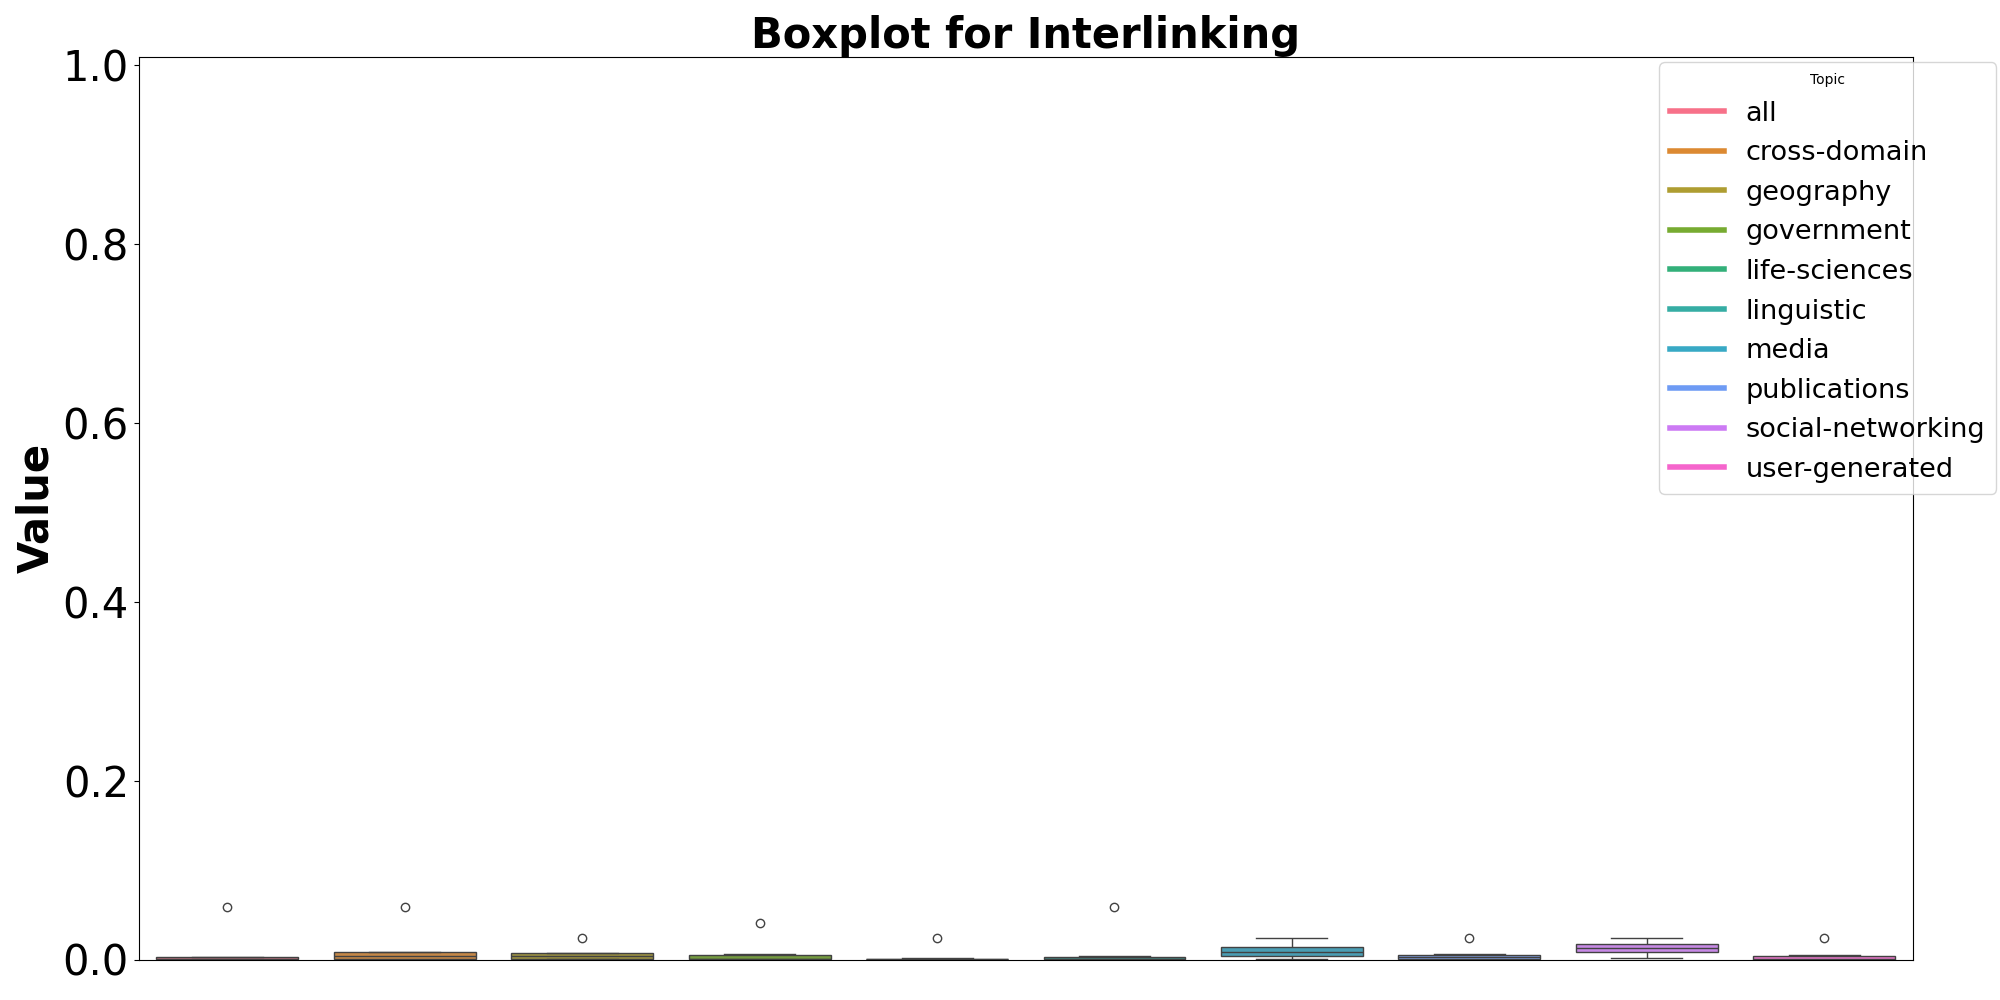 Boxplot for Interlinking
1.0
0.8
0.6
0.4
0.2
0.0
Value
Topic
all
cross-domain
geography
government
life-sciences
linguistic
media
publications
social-networking
user-generated